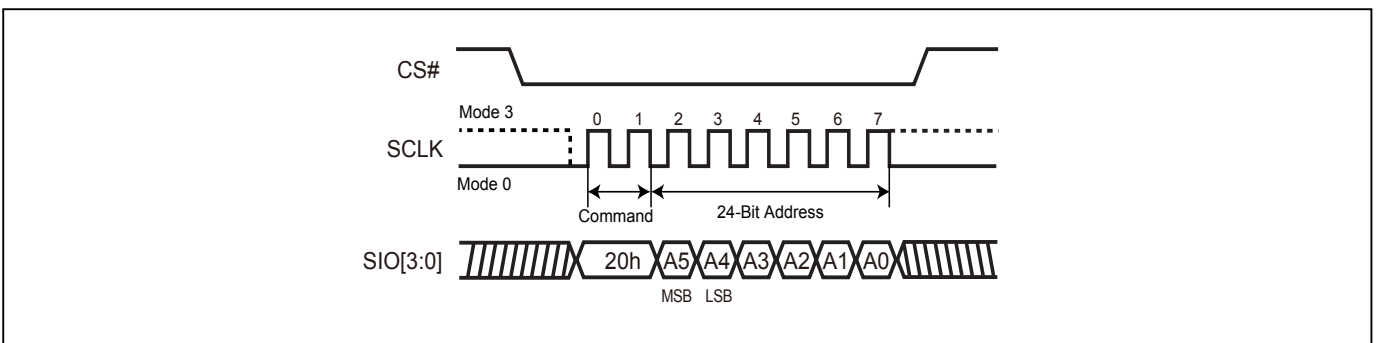 CS#
Mode 3
0 1 2 3 4 5 6 7
SCLK
Mode 0
Command 24-Bit Address
SIO[3:0] 20h A5 A4 A3 A2 A1 A0
MSB LSB